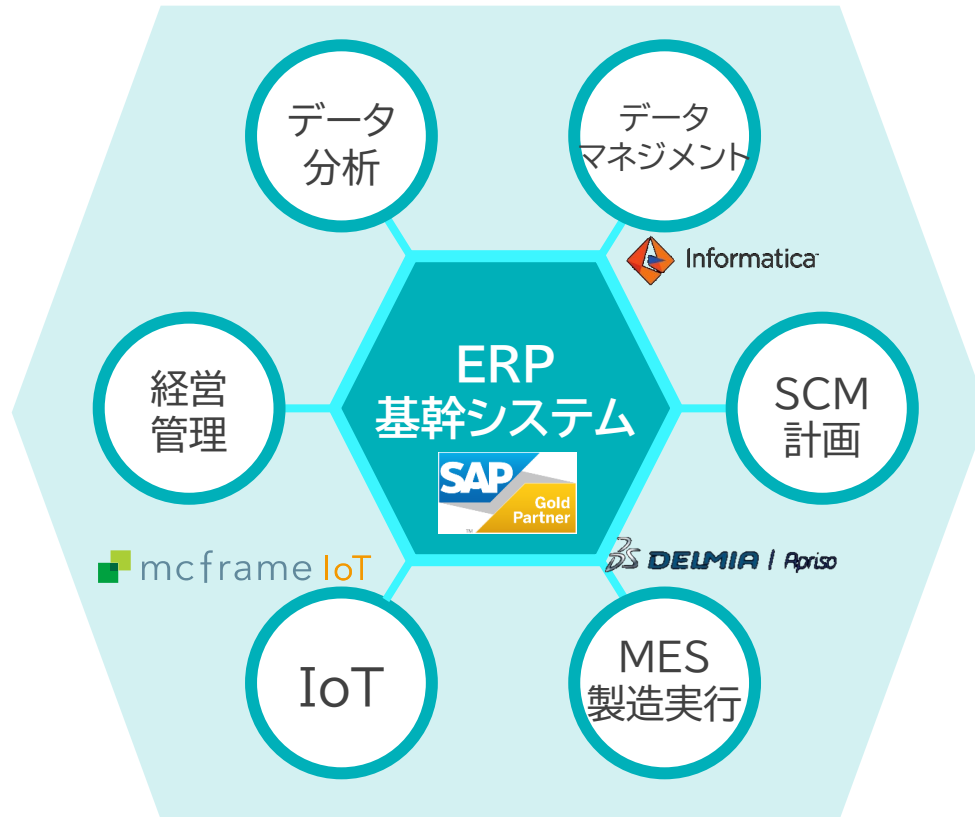 データ
分析
データ
マネジメント
Informatica
ERP
基幹システム
SAP
Gold
Partner
TM
経営
管理
SCM
計画
mcframe IoT
DELMIA | Apriso
IoT
MES
製造実行